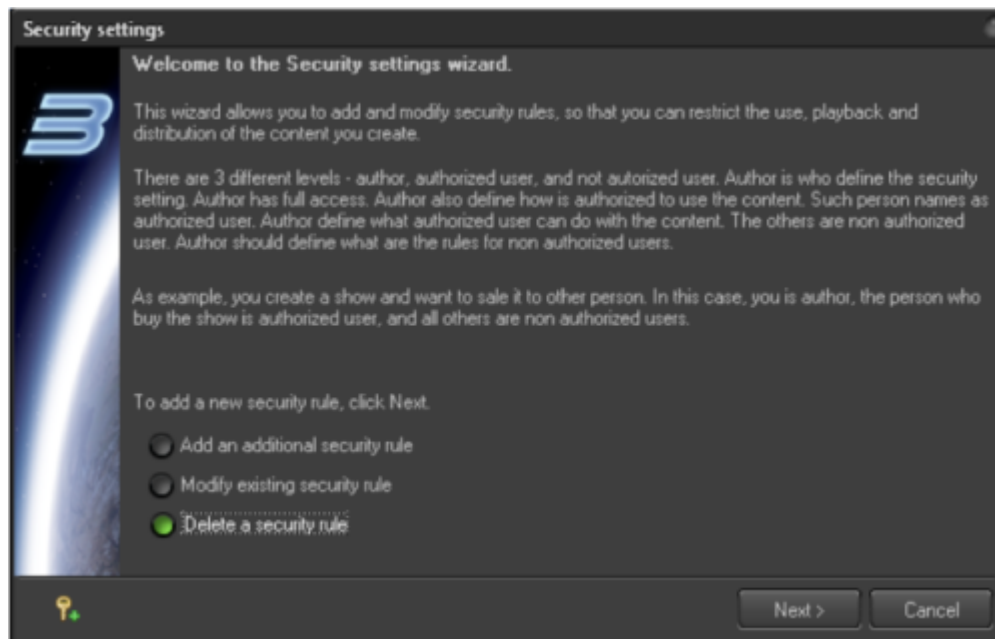 Security settings
Welcome to the Security settings wizard.
This wizard allows you to add and modify security rules, so that you can restrict the use, playback and
distribution of the content you create.
There are 3 different levels - author, authorized user, and not autorized user. Author is who define the security
setting. Author has full access. Author also define how is authorized to use the content. Such person names as
authorized user. Author define what authorized user can do with the content. The others are non authorized
user. Author should define what are the rules for non authorized users.
As example, you create a show and want to sale it to other person. In this case, you is author, the person who
buy the show is authorized user, and all others are non authorized users.
To add a new security rule, click Next.
Add an additional security rule
Modify existing security rule
Delete a security rule
Next >
Cancel
3